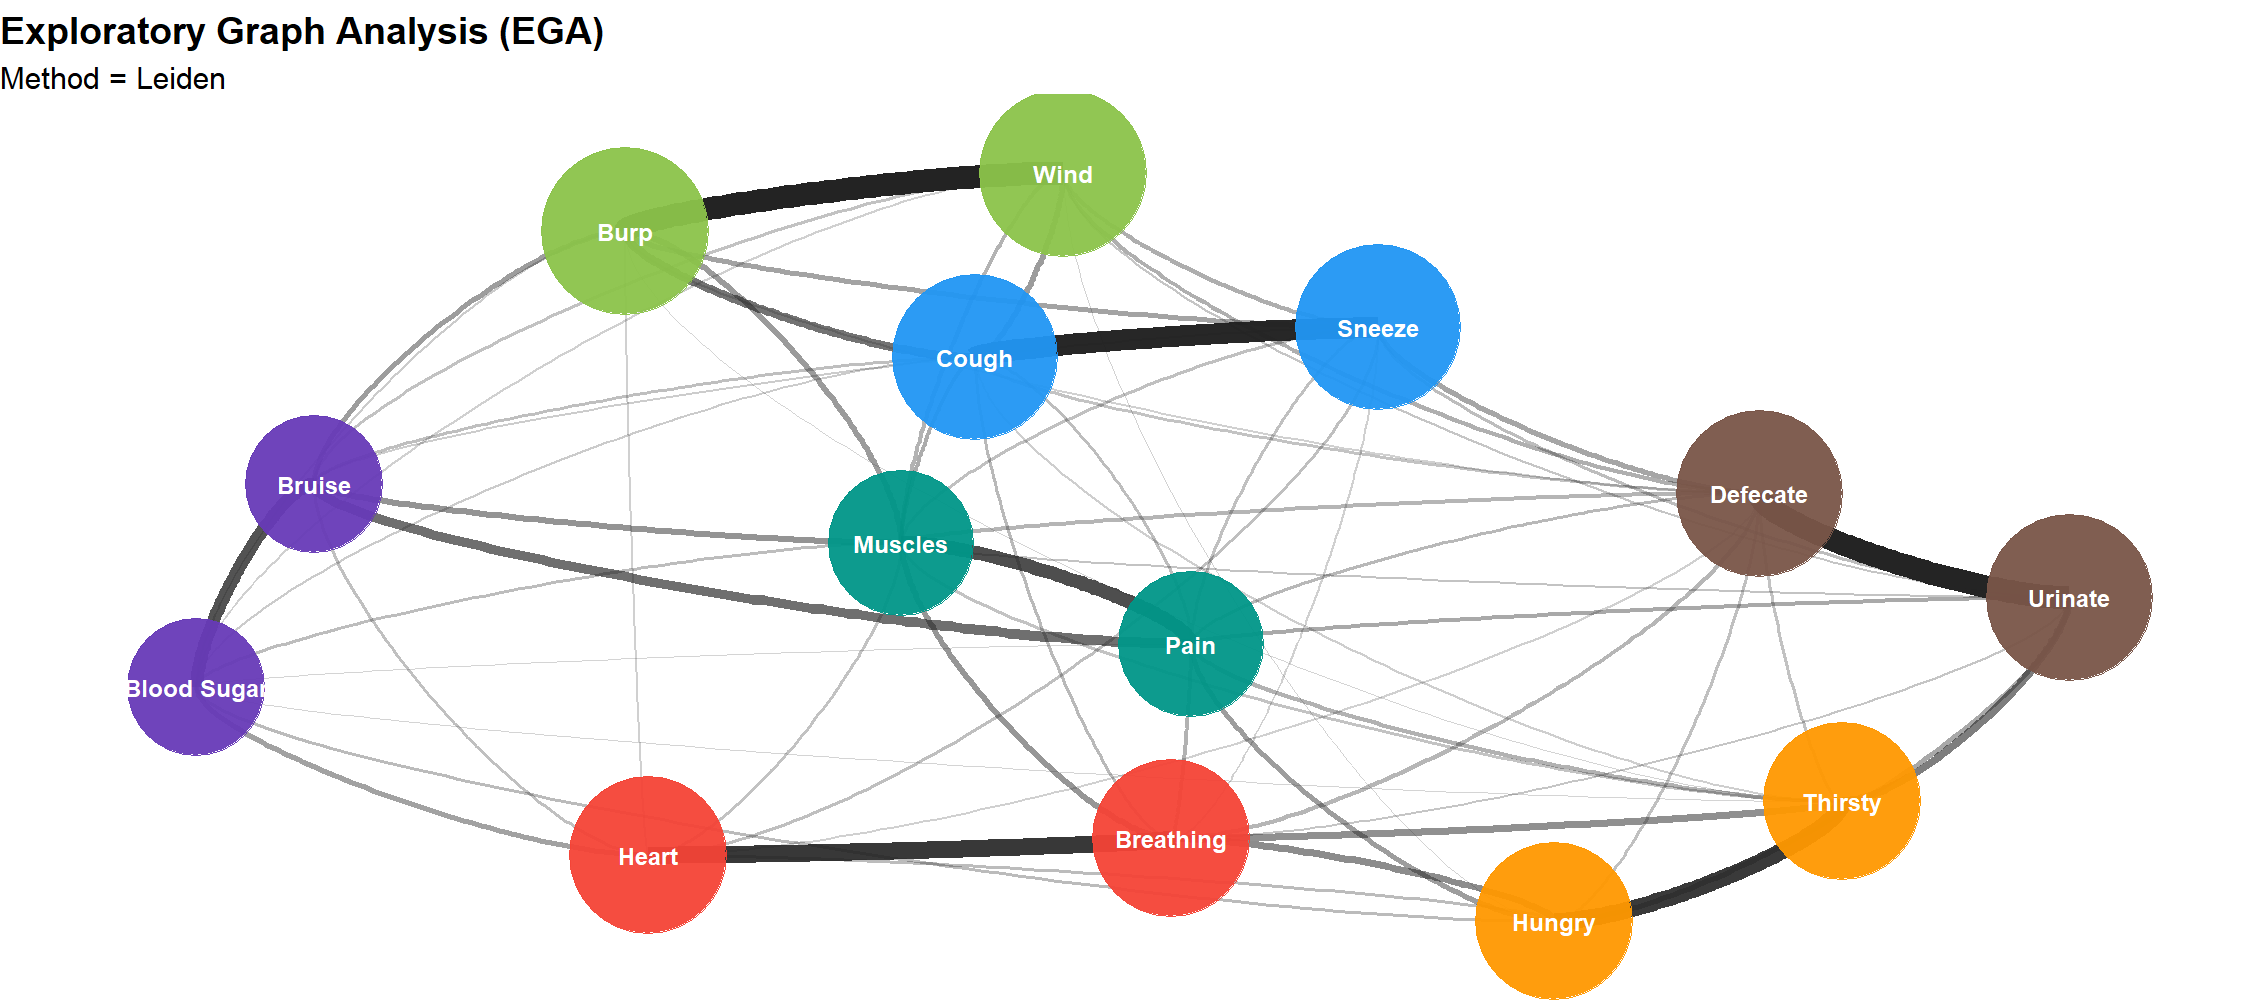 Exploratory Graph Analysis (EGA)
Method = Leiden
Wind
Burp
Sneeze
Cough
Bruise
Defecate
Muscles
Urinate
Pain
Blood Sugar
Thirsty
Breathing
Heart
Hungry